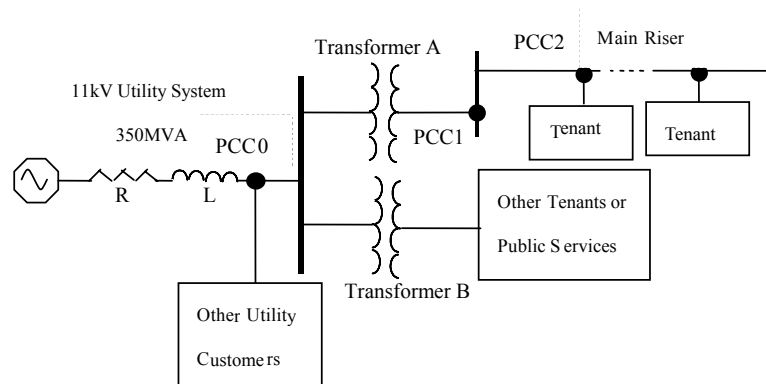 Transformer A
PCC2
Main Riser
11kV Utility System
350MVA
PCC0
PCC1
Tenant
Tenant
R
L
Other Tenants or
Public Services
Transformer B
Other Utility
Customers